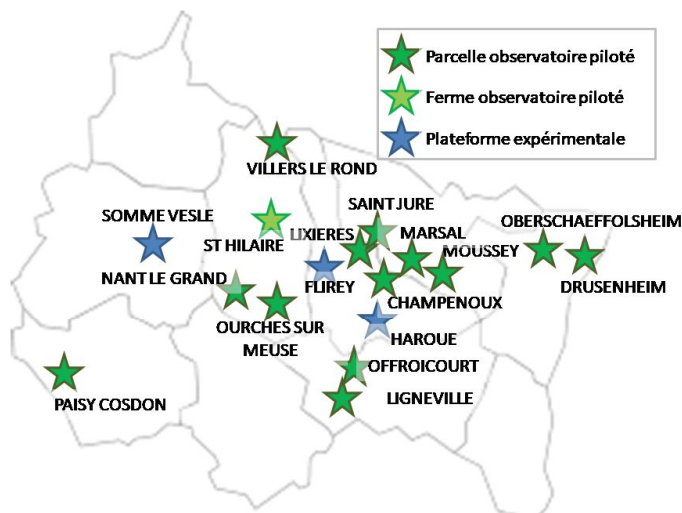 Parcelle observatoire piloté
Ferme observatoire piloté
Plateforme expérimentale
VILLERS LE ROND
SAINT JURE
SOMME VESLE
OBERSCHAEFFOLSHEIM
LIXIERES
MARSAL
ST HILAIRE
MOUSSEY
NANT LE GRAND
FLIREY
DRUSENHEIM
CHAMPENOUX
OURCHES SUR
MEUSE
HAROUE
OFFROICOURT
PAISY COSDON
LIGNEVILLE